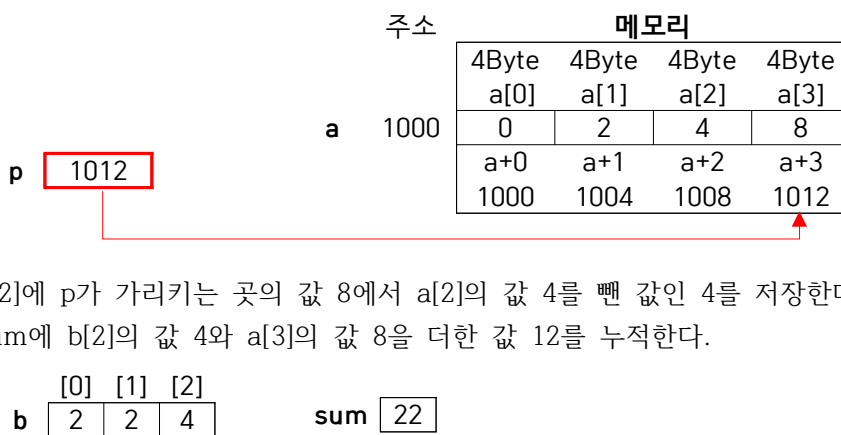 주소 메모리
4Byte 4Byte 4Byte 4Byte
a[0] a[1] a[2] a[3]
a 1000 0 2 4 8
p 1012 a+0 a+1 a+2 a+3
1000 1004 1008 1012
2]에 p가 가리키는 곳의 값 8에서 a[2]의 값 4를 뺀 값인 4를 저장한다
um에 b[2]의 값 4와 a[3]의 값 8을 더한 값 12를 누적한다.
[0] [1] [2]
b 2 2 4 sum 22